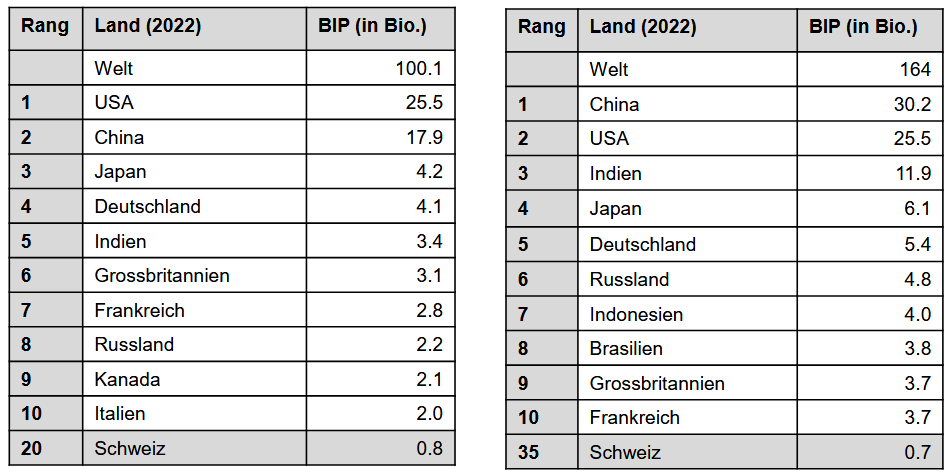 Rang Land (2022) BIP (in Bio.)
Welt 100.1
1 USA 25.5
2 China 17.9
3 Japan 4.2
4 Deutschland 4.1
5 Indien 3.4
6 Grossbritannien 3.1
7 Frankreich 2.8
8 Russland 2.2
9 Kanada 2.1
10 Italien 2.0
20 Schweiz 0.8
Rang Land (2022) BIP (in Bio.)
Welt 164
1 China 30.2
2 USA 25.5
3 Indien 11.9
4 Japan 6.1
5 Deutschland 5.4
6 Russland 4.8
7 Indonesien 4.0
8 Brasilien 3.8
9 Grossbritannien 3.7
10 Frankreich 3.7
35 Schweiz 0.7